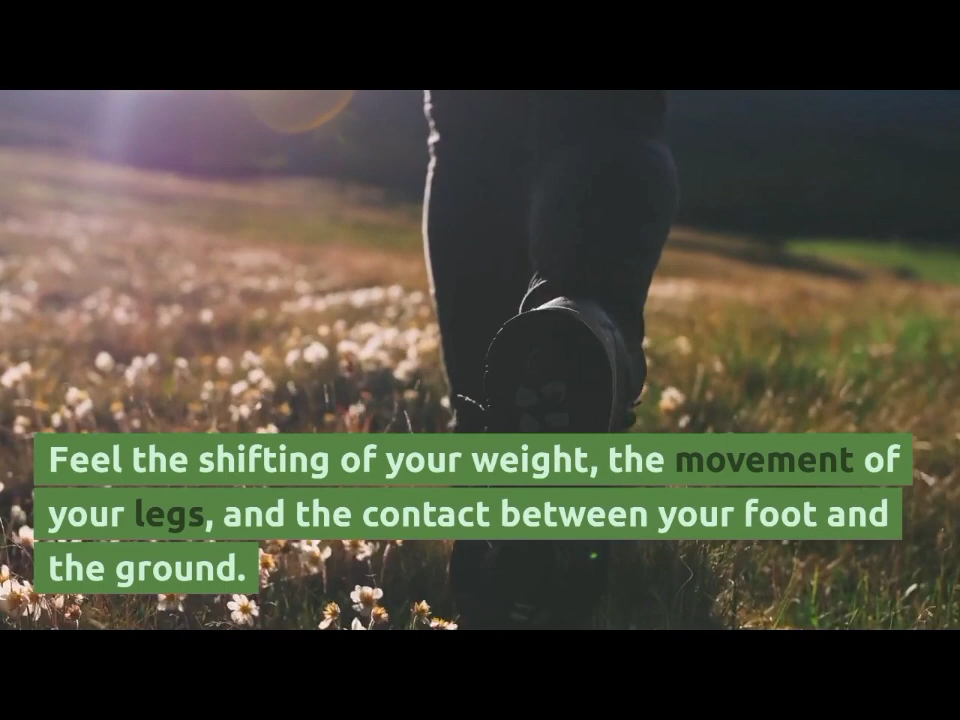 Feel the shifting of your weight, the movement of
your legs, and the contact between your foot and
the ground.